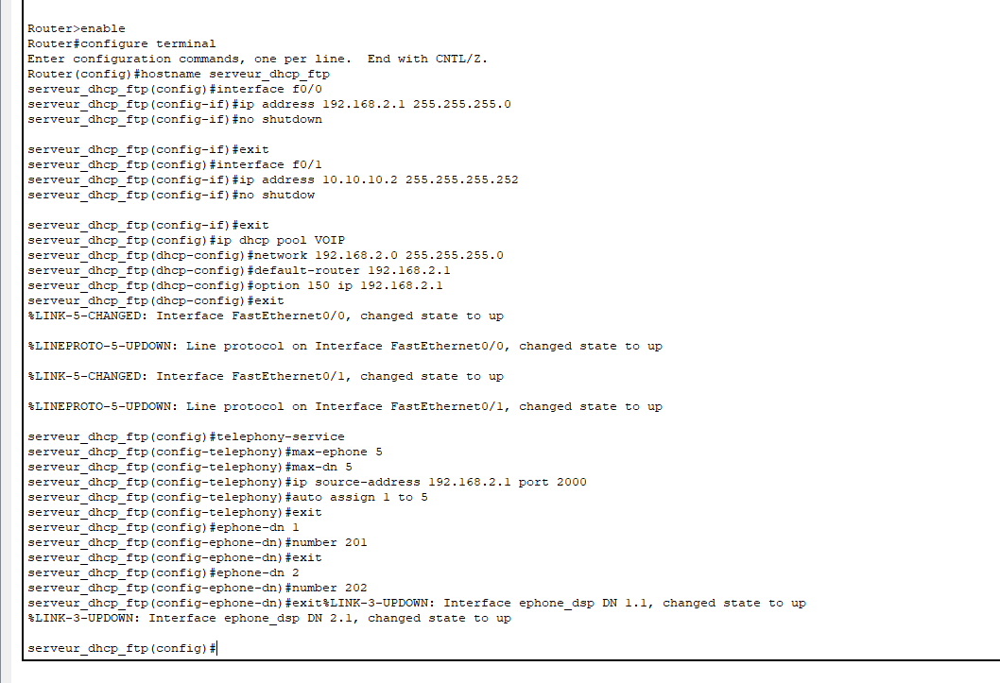 Router>enable
Router#configure terminal
Enter configuration commands, one per line.  End with CNTL/Z.
Router(config)#hostname serveur_dhcp_ftp
serveur_dhcp_ftp(config)#interface f0/0
serveur_dhcp_ftp(config-if)#ip address 192.168.2.1 255.255.255.0
serveur_dhcp_ftp(config-if)#no shutdown
serveur_dhcp_ftp(config-if)#exit
serveur_dhcp_ftp(config)#interface f0/1
serveur_dhcp_ftp(config-if)#ip address 10.10.10.2 255.255.255.252
serveur_dhcp_ftp(config-if)#no shutdow
serveur_dhcp_ftp(config-if)#exit
serveur_dhcp_ftp(config)#ip dhcp pool VOIP
serveur_dhcp_ftp(dhcp-config)#network 192.168.2.0 255.255.255.0
serveur_dhcp_ftp(dhcp-config)#default-router 192.168.2.1
serveur_dhcp_ftp(dhcp-config)#option 150 ip 192.168.2.1
serveur_dhcp_ftp(dhcp-config)#exit
%LINK-5-CHANGED: Interface FastEthernet0/0, changed state to up
%LINEPROTO-5-UPDOWN: Line protocol on Interface FastEthernet0/0, changed state to up
%LINK-5-CHANGED: Interface FastEthernet0/1, changed state to up
%LINEPROTO-5-UPDOWN: Line protocol on Interface FastEthernet0/1, changed state to up
serveur_dhcp_ftp(config)#telephony-service
serveur_dhcp_ftp(config-telephony)#max-ephone 5
serveur_dhcp_ftp(config-telephony)#max-dn 5
serveur_dhcp_ftp(config-telephony)#ip source-address 192.168.2.1 port 2000
serveur_dhcp_ftp(config-telephony)#auto assign 1 to 5
serveur_dhcp_ftp(config-telephony)#exit
serveur_dhcp_ftp(config)#ephone-dn 1
serveur_dhcp_ftp(config-ephone-dn)#number 201
serveur_dhcp_ftp(config-ephone-dn)#exit
serveur_dhcp_ftp(config)#ephone-dn 2
serveur_dhcp_ftp(config-ephone-dn)#number 202
serveur_dhcp_ftp(config-ephone-dn)#exit%LINK-3-UPDOWN: Interface ephone_dsp DN 1.1, changed state to up
%LINK-3-UPDOWN: Interface ephone_dsp DN 2.1, changed state to up
serveur_dhcp_ftp(config)#